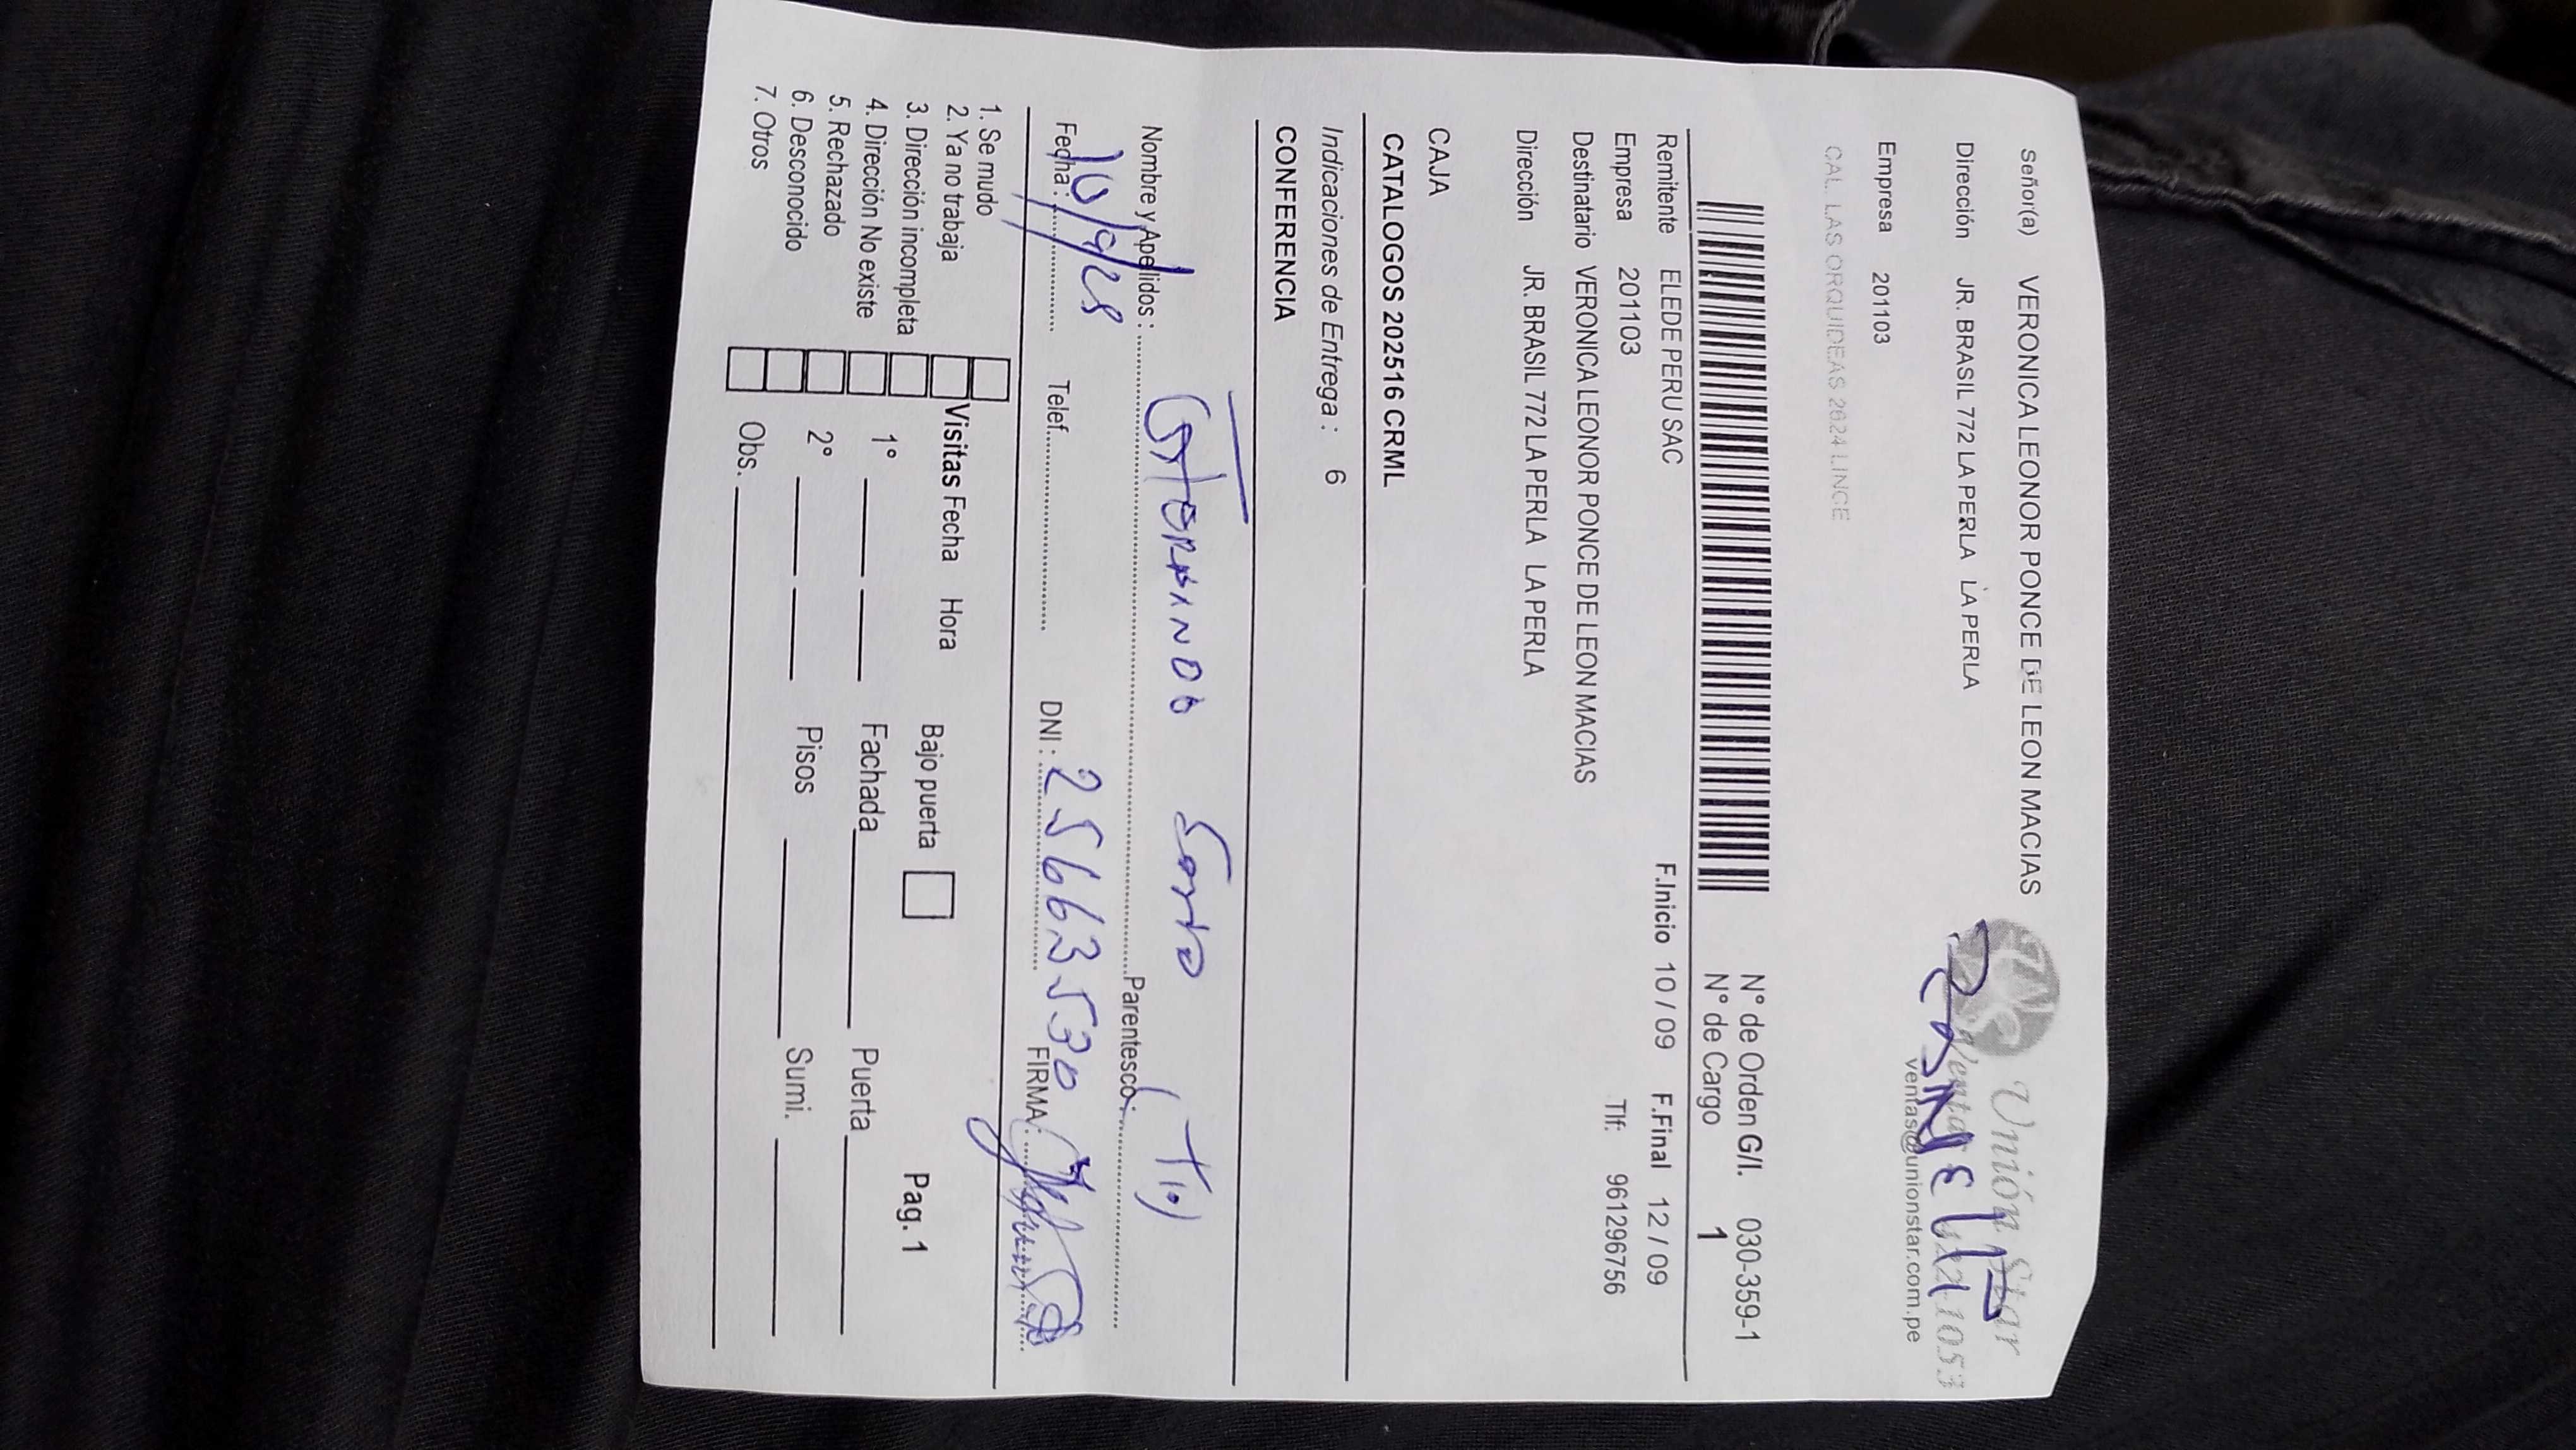 Señor(a) VERONICA LEONOR PONCE DE LEON MACIAS
Unión Star
Dirección JR. BRASIL 772 LA PERLA LA PERLA
ventas@unionstar.com.pe
Empresa 201103
CAL. LAS ORQUIDEAS 2624 LINCE
N° de Orden G/I. 030-359-1
N° de Cargo 1
Remitente ELEDE PERU SAC F.Inicio 10 / 09 F.Final 12 / 09
Empresa 201103 Tlf: 961296756
Destinatario VERONICA LEONOR PONCE DE LEON MACIAS
Dirección JR. BRASIL 772 LA PERLA LA PERLA
CAJA
CATALOGOS 202516 CRML
Indicaciones de Entrega : 6
CONFERENCIA
Soto (Tio)
Nombre y Apellidos : Parentesco:
Fecha: 10/9/25 Telef. DNI : 25663530 FIRMA:
1. Se mudo
2. Ya no trabaja Visitas Fecha Hora Bajo puerta Pag. 1
3. Dirección incompleta
4. Dirección No existe 1° Fachada Puerta
5. Rechazado
6. Desconocido 2° Pisos Sumi.
7. Otros Obs.